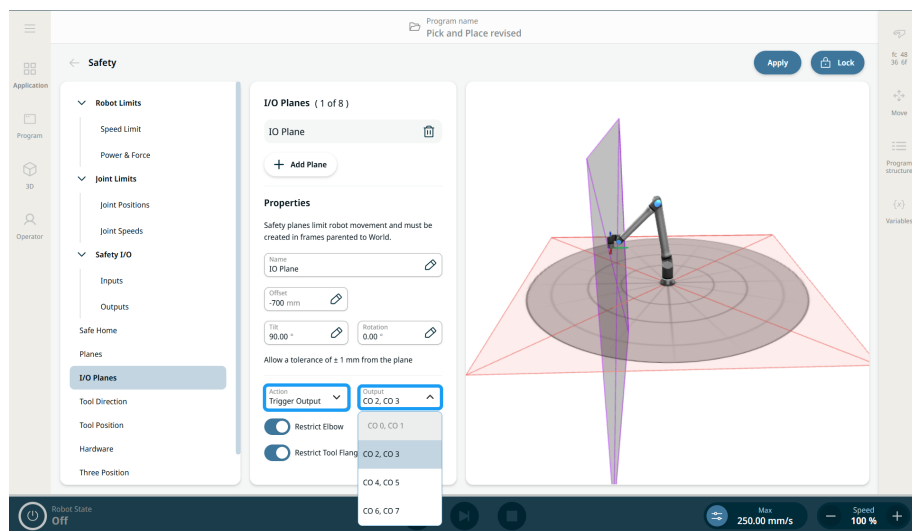 Program name
Pick and Place revised
Safety
Apply
Lock
fc 48
36 6f
Application
Program
3D
Operator
Move
Program
structure
{x}
Variables
Robot Limits
Speed Limit
Power & Force
Joint Limits
Joint Positions
Joint Speeds
Safety I/O
Inputs
Outputs
Safe Home
Planes
I/O Planes
Tool Direction
Tool Position
Hardware
Three Position
I/O Planes ( 1 of 8 )
IO Plane
Add Plane
Properties
Safety planes limit robot movement and must be
created in frames parented to World.
Name
IO Plane
Offset
-700 mm
Tilt
90.00 °
Rotation
0.00 °
Allow a tolerance of ± 1 mm from the plane
Action
Trigger Output
Output
CO 2, CO 3
Restrict Elbow
Restrict Tool Flang
CO 0, CO 1
CO 2, CO 3
CO 4, CO 5
CO 6, CO 7
Robot State
Off
Max
250.00 mm/s
Speed
100 %